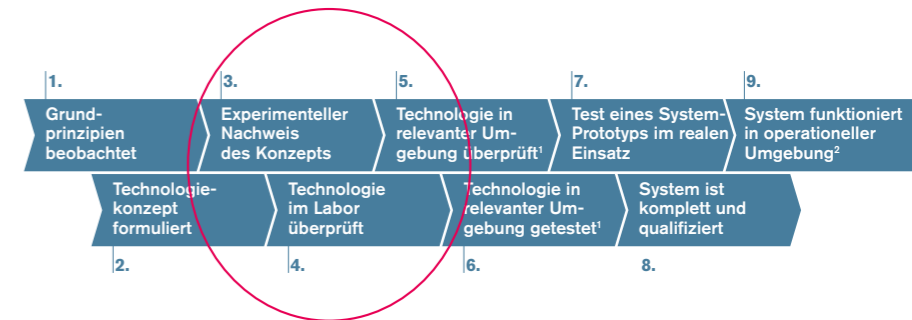 1.
3.
5.
7.
9.
Grund-
prinzipien
beobachtet
Experimenteller
Nachweis
des Konzepts
Technologie in
relevanter Um-
gebung überprüft¹
Test eines System-
Prototyps im realen
Einsatz
System funktioniert
in operationeller
Umgebung²
Technologie-
konzept
formuliert
Technologie
im Labor
überprüft
Technologie in
relevanter Um-
gebung getestet¹
System ist
komplett und
qualifiziert
2.
4.
6.
8.